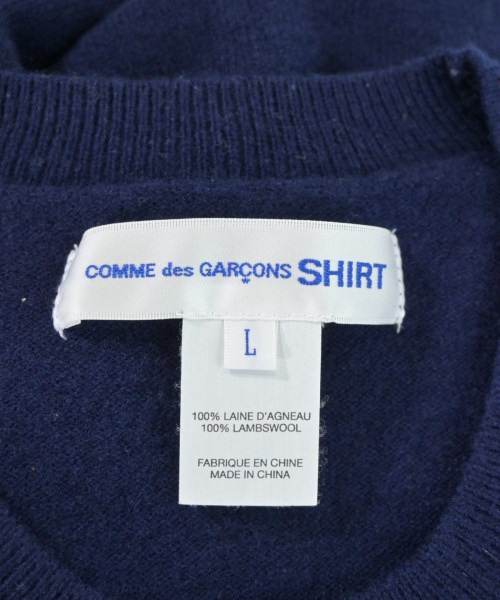 COMME des GARÇONS SHIRT
*
L
100% LAINE D'AGNEAU
100% LAMBSWOOL
FABRIQUE EN CHINE
MADE IN CHINA